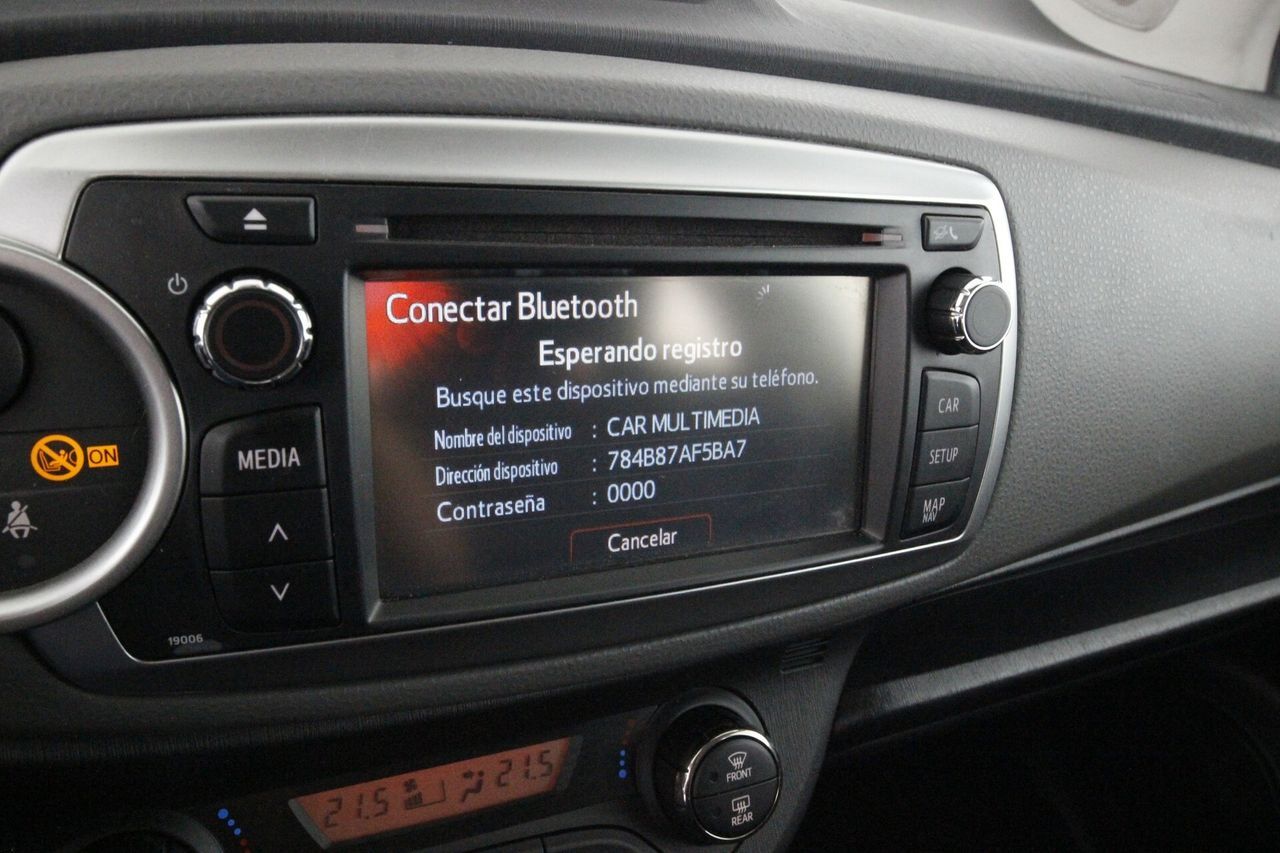 Conectar Bluetooth
Esperando registro
Busque este dispositivo mediante su teléfono.
Nombre del dispositivo : CAR MULTIMEDIA
Dirección dispositivo : 784B87AF5BA7
Contraseña : 0000
Cancelar
MEDIA
CAR
SETUP
MAP
NAV
ON
19006
21.5
21.5
FRONT
REAR